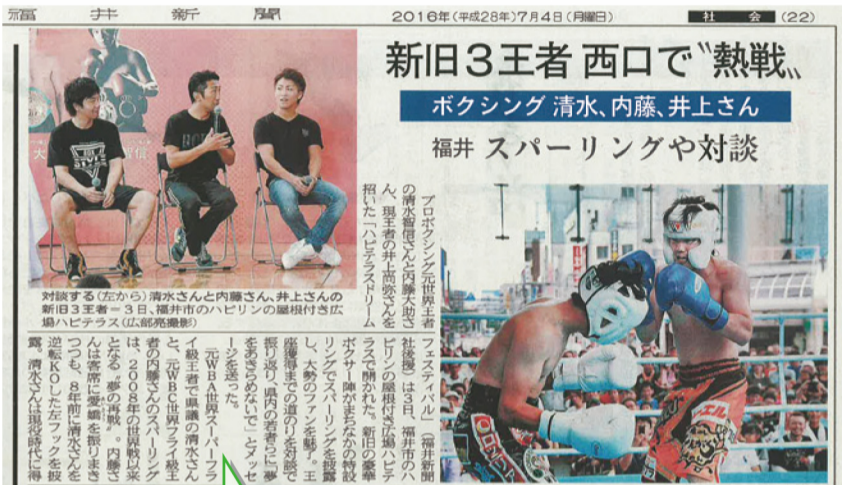 福井新聞
2016年(平成28年)7月4日(月曜日)
社会
(22)
新旧3王者 西口で〝熱戦〟
ボクシング 清水、内藤、井上さん
福井 スパーリングや対談
対談する(左から)清水さんと内藤さん、井上さんの
新旧3王者=3日、福井市のハピリンの屋根付き広
場ハピテラス(広部亮撮影)
プロボクシング元世界王者
の清水智信さんと内藤大助さ
ん、現王者の井上尚弥さんを
招いた「ハピテラスドリーム
フェスティバル」(福井新聞
社後援)は3日、福井市のハ
ピリンの屋根付き広場ハピテ
ラスで開かれた。新旧の豪華
ボクサー陣がまちなかの特設
リングでスパーリングを披露
し、大勢のファンを魅了。王
座獲得までの道のりを対談で
振り返り、県内の若者らに「夢
をあきらめないで」とメッセ
ージを送った。
元WBA世界スーパーフラ
イ級王者で県議の清水さん
と、元WBC世界フライ級王
者の内藤さんのスパーリング
は、2008年の世界戦以来
となる〝夢の再戦〟。内藤さ
んは客席に愛嬌を振りまき
つつも、8年前に清水さんを
逆転KOした左フックを披
露。清水さんは現役時代に得